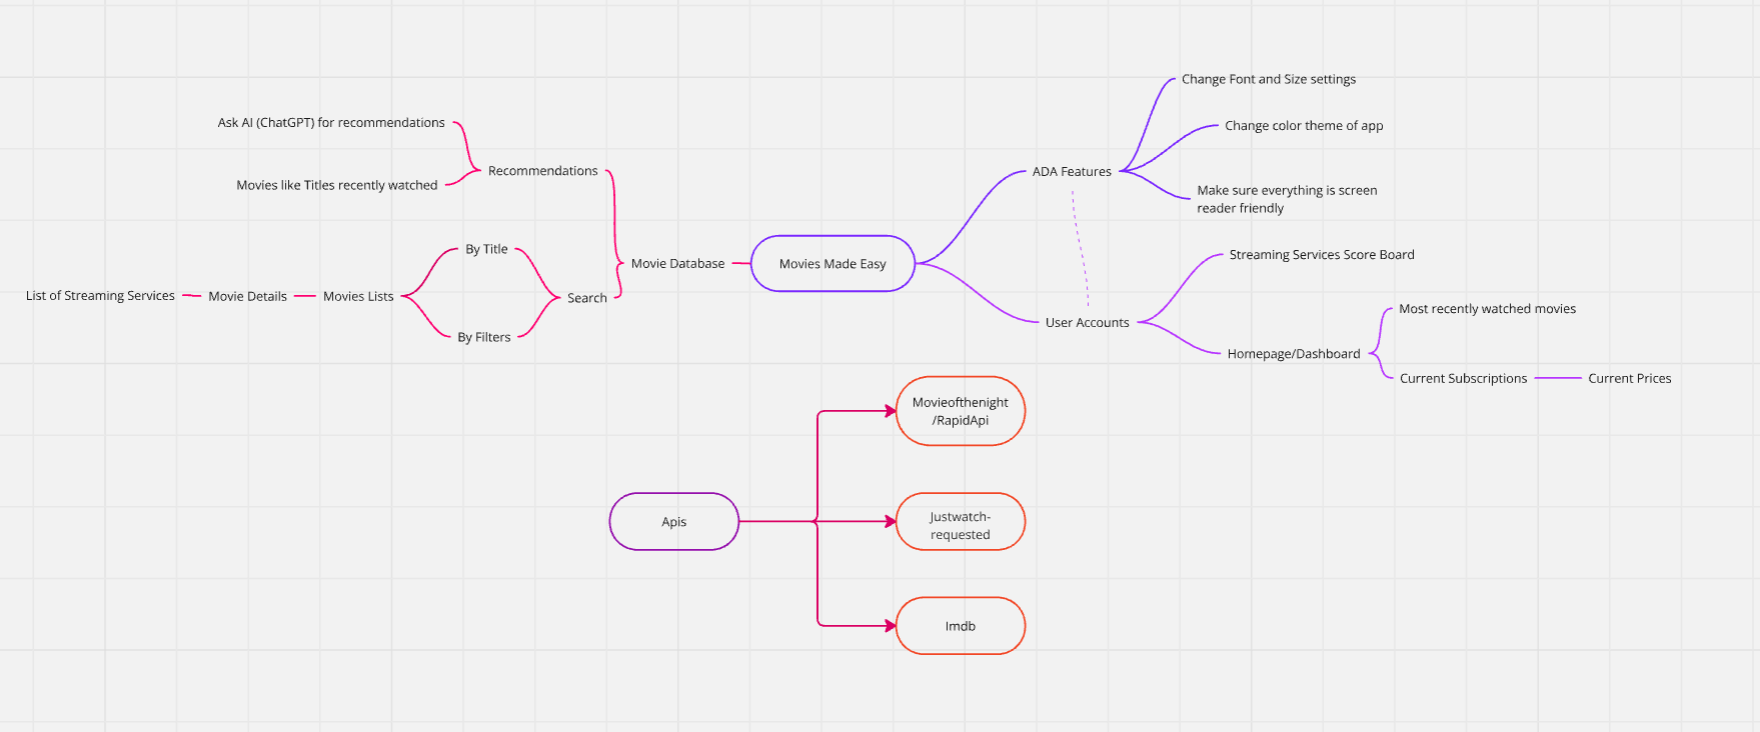 Change Font and Size settings
Ask AI (ChatGPT) for recommendations
Change color theme of app
Recommendations
ADA Features
Movies like Titles recently watched
Make sure everything is screen
reader friendly
By Title
Streaming Services Score Board
Movie Database
Movies Made Easy
List of Streaming Services
Movie Details
Movies Lists
Search
Most recently watched movies
User Accounts
By Filters
Homepage/Dashboard
Current Subscriptions
Current Prices
Movieofthenight
/RapidApi
Apis
Justwatch-
requested
Imdb